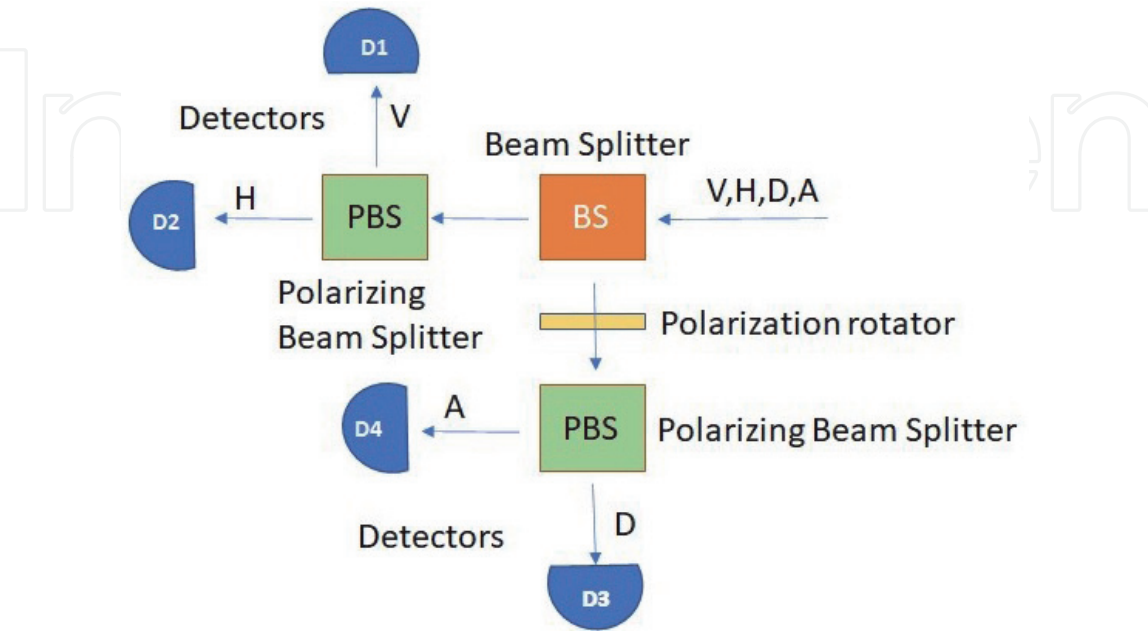 D1
Detectors
V
Beam Splitter
V,H,D,A
H
D2
PBS
BS
Polarizing
Beam Splitter
Polarization rotator
A
D4
PBS
Polarizing Beam Splitter
Detectors
D
D3